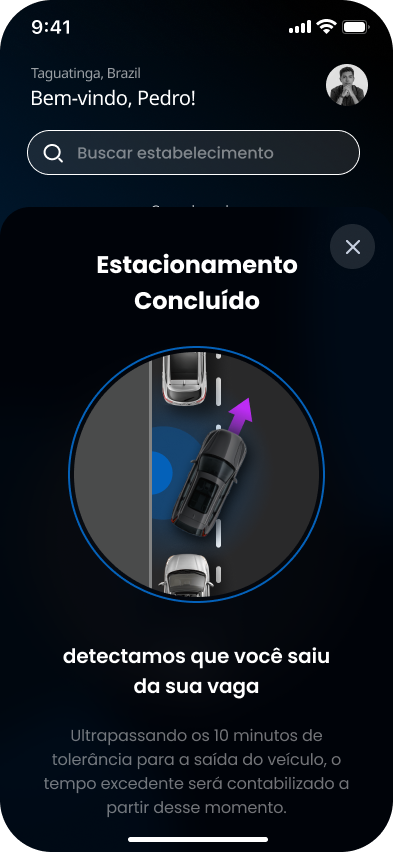 9:41
Taguatinga, Brazil
Bem-vindo, Pedro!
Buscar estabelecimento
Estacionamento
Concluído
detectamos que você saiu
da sua vaga
Ultrapassando os 10 minutos de
tolerância para a saída do veículo, o
tempo excedente será contabilizado a
partir desse momento.